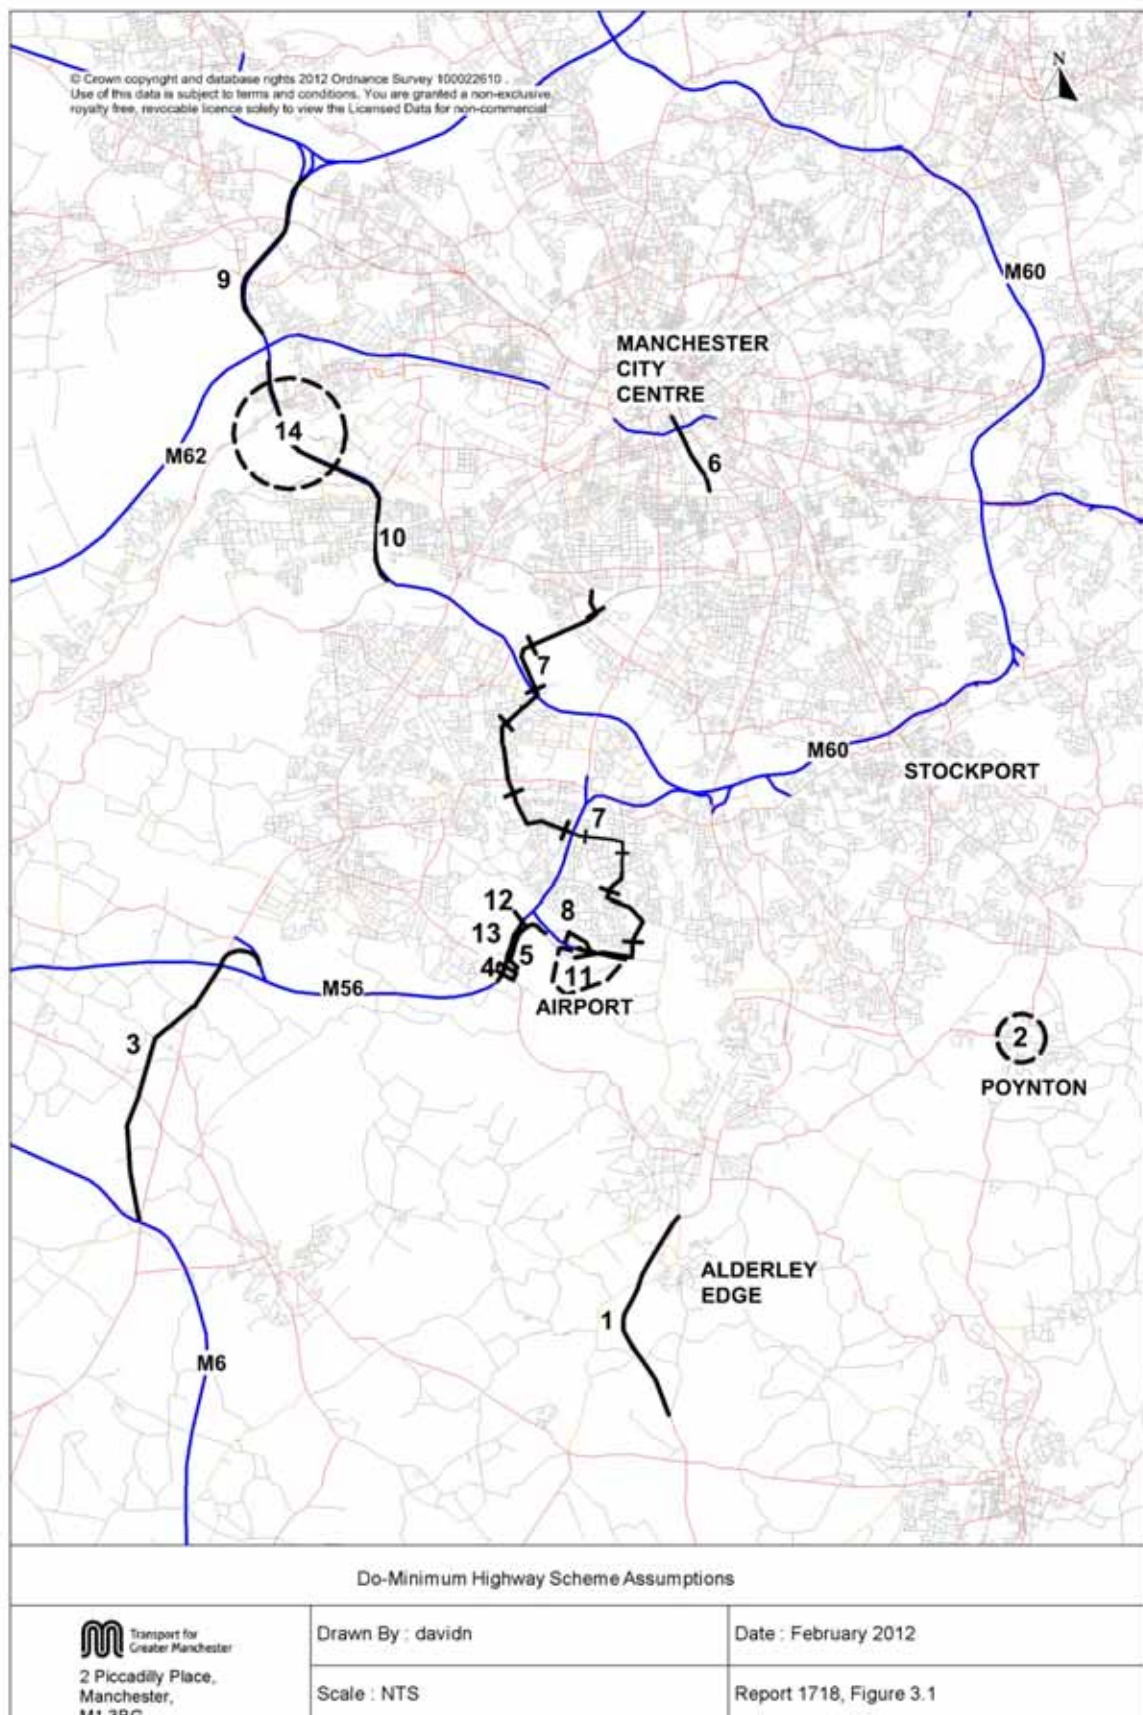 © Crown copyright and database rights 2012 Ordnance Survey 100022610 .
Use of this data is subject to terms and conditions. You are granted a non-exclusive,
royalty free, revocable licence solely to view the Licensed Data for non-commercial
N
9
M60
MANCHESTER
CITY
CENTRE
14
M62
6
10
7
M60
STOCKPORT
7
12
8
13
5
4
11
M56
AIRPORT
3
2
POYNTON
ALDERLEY
EDGE
1
M6
Do-Minimum Highway Scheme Assumptions
Transport for
Greater Manchester
2 Piccadilly Place,
Manchester,
Drawn By : davidn
Date : February 2012
Scale : NTS
Report 1718, Figure 3.1